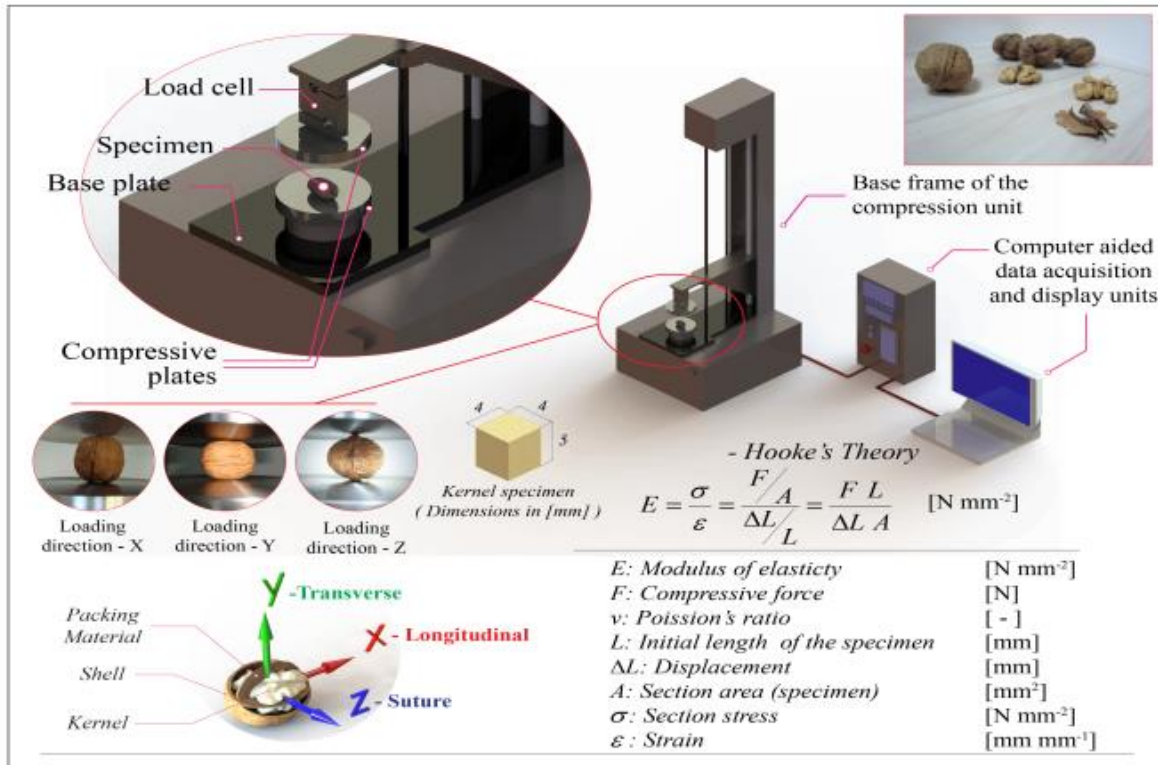 Load cell
Specimen
Base plate
Compressive
plates
Base frame of the
compression unit
Computer aided
data acquisition
and display units
Loading
direction - X
Loading
direction - Y
Loading
direction - Z
4
4
5
Kernel specimen
( Dimensions in [mm] )
- Hooke's Theory
E = σ/ε = (F/A)/(ΔL/L) = (F L)/(ΔL A) [N mm⁻²]
Y -Transverse
X - Longitudinal
Z - Suture
Packing
Material
Shell
Kernel
E: Modulus of elasticty [N mm⁻²]
F: Compressive force [N]
ν: Poission's ratio [ - ]
L: Initial length of the specimen [mm]
ΔL: Displacement [mm]
A: Section area (specimen) [mm²]
σ: Section stress [N mm⁻²]
ε : Strain [mm mm⁻¹]